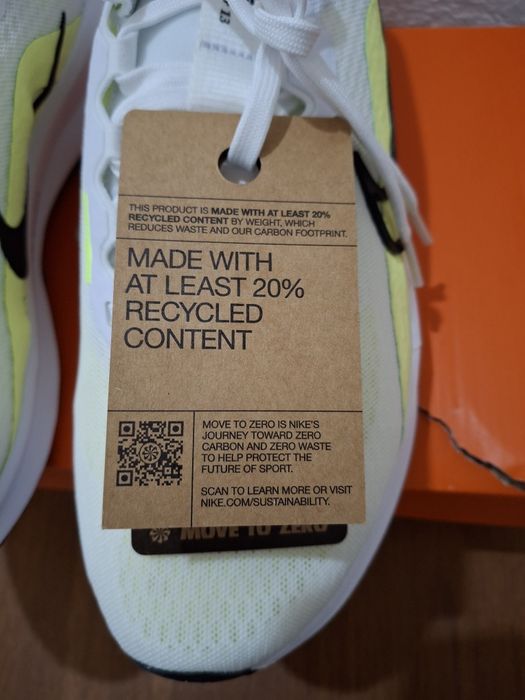 THIS PRODUCT IS MADE WITH AT LEAST 20%
RECYCLED CONTENT BY WEIGHT, WHICH
REDUCES WASTE AND OUR CARBON FOOTPRINT.
MADE WITH
AT LEAST 20%
RECYCLED
CONTENT
MOVE TO ZERO IS NIKE'S
JOURNEY TOWARD ZERO
CARBON AND ZERO WASTE
TO HELP PROTECT THE
FUTURE OF SPORT.
SCAN TO LEARN MORE OR VISIT
NIKE.COM/SUSTAINABILITY.
MOVE TO ZERO